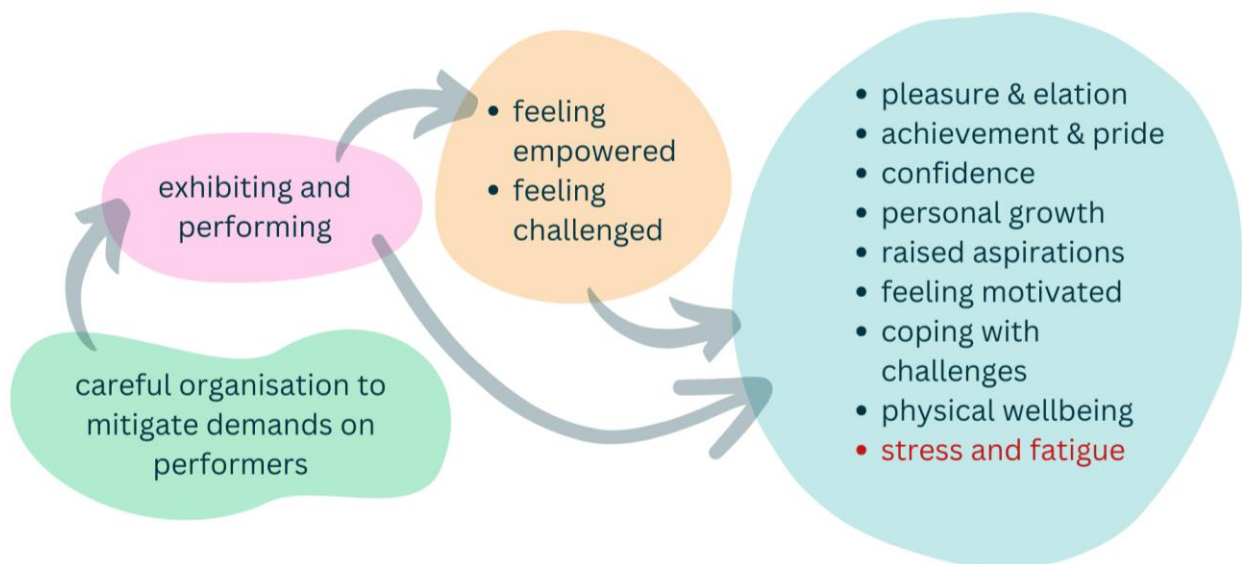 careful organisation to
mitigate demands on
performers
exhibiting and
performing
• feeling
empowered
• feeling
challenged
• pleasure & elation
• achievement & pride
• confidence
• personal growth
• raised aspirations
• feeling motivated
• coping with
challenges
• physical wellbeing
• stress and fatigue